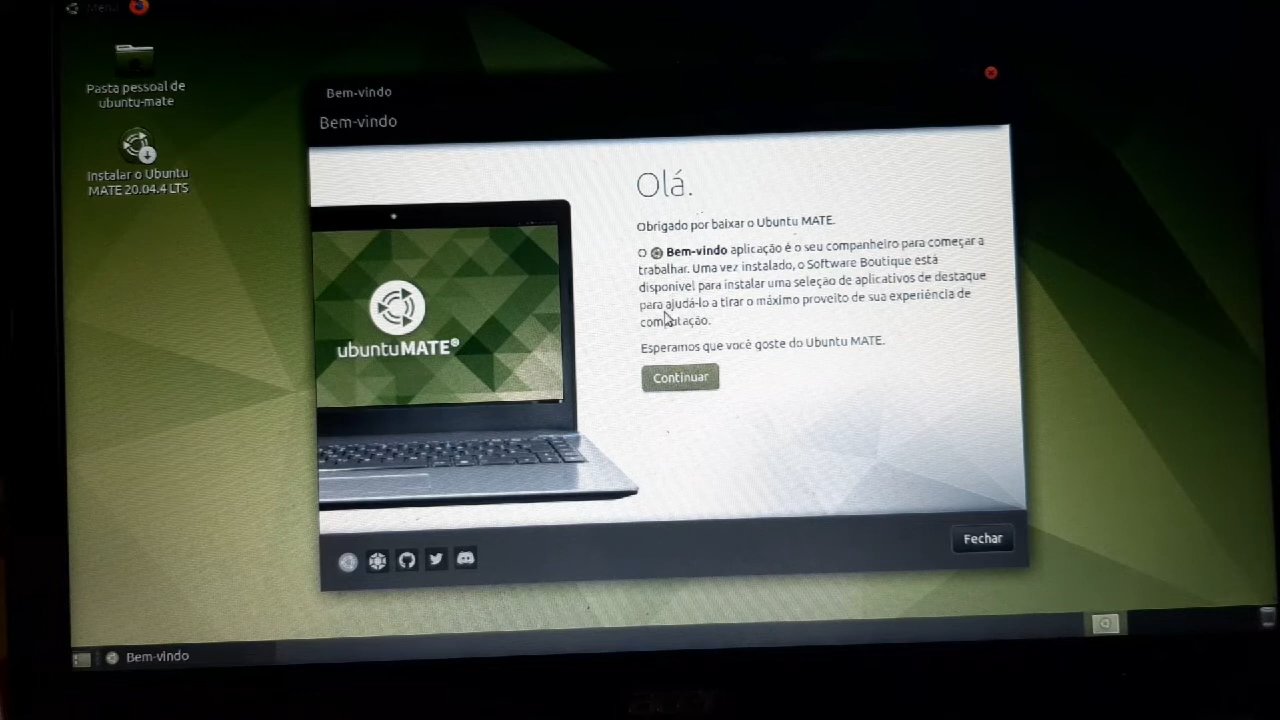 Menu
Pasta pessoal de
ubuntu-mate
Instalar o Ubuntu
MATE 20.04.4 LTS
Bem-vindo
Bem-vindo
Olá.
Obrigado por baixar o Ubuntu MATE.
O Bem-vindo aplicação é o seu companheiro para começar a
trabalhar. Uma vez instalado, o Software Boutique está
disponível para instalar uma seleção de aplicativos de destaque
para ajudá-lo a tirar o máximo proveito de sua experiência de
computação.
Esperamos que você goste do Ubuntu MATE.
Continuar
ubuntuMATE®
Fechar
Bem-vindo
acer